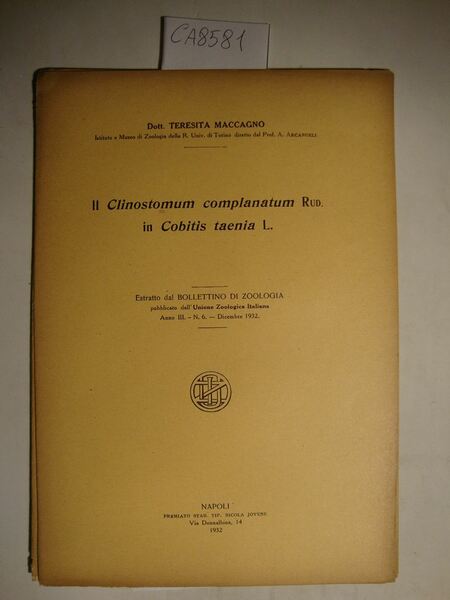 CA8581
Dott. TERESITA MACCAGNO
Istituto e Museo di Zoologia della R. Univ. di Torino diretto dal Prof. A. ARCANGELI
Il Clinostomum complanatum RUD.
in Cobitis taenia L.
Estratto dal BOLLETTINO DI ZOOLOGIA
pubblicato dall'Unione Zoologica Italiana
Anno III. - N. 6. - Dicembre 1932.
NAPOLI
PREMIATO STAB. TIP. NICOLA JOVENE
Via Donnalbina, 14
1932